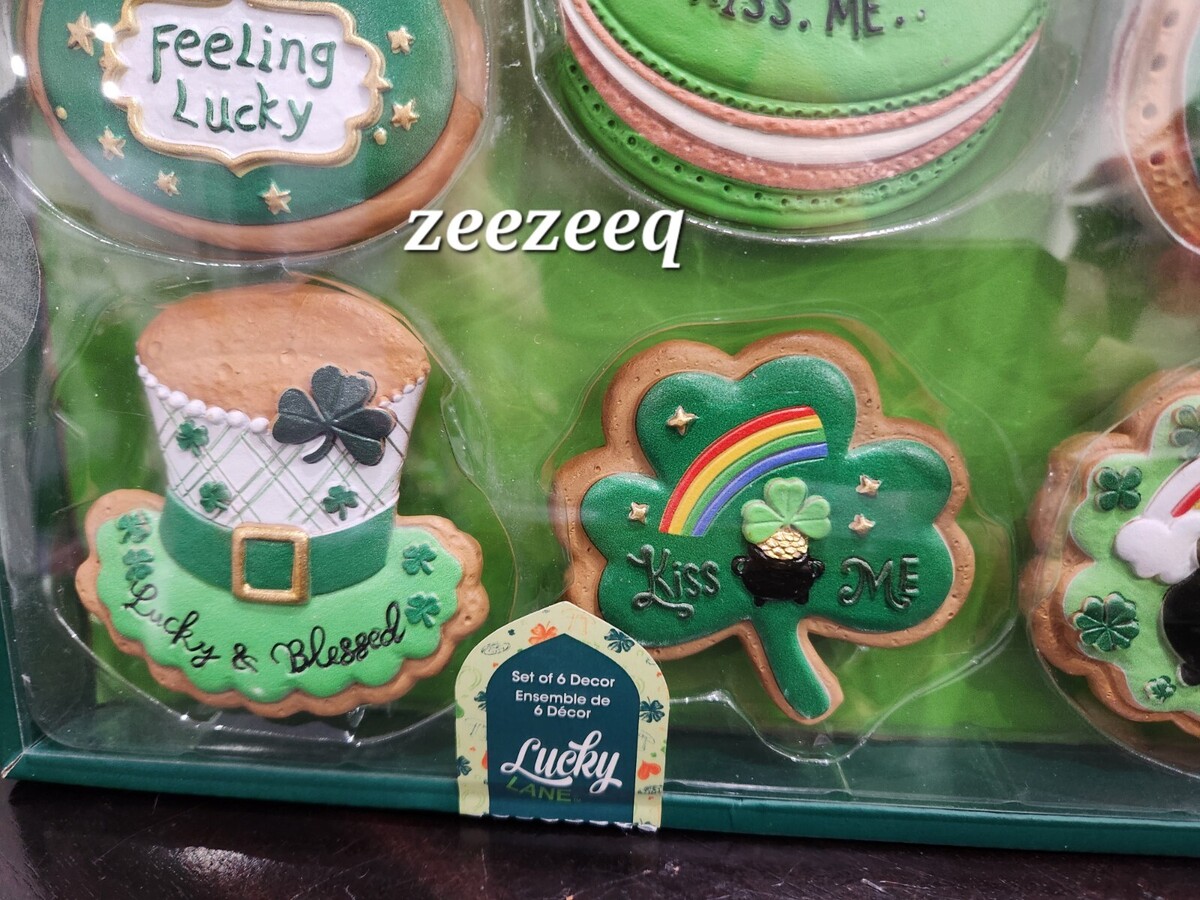 Feeling
Lucky
KISS. ME..
zeezeeq
Lucky & Blessed
Kiss ME
Set of 6 Decor
Ensemble de
6 Décor
Lucky
LANE